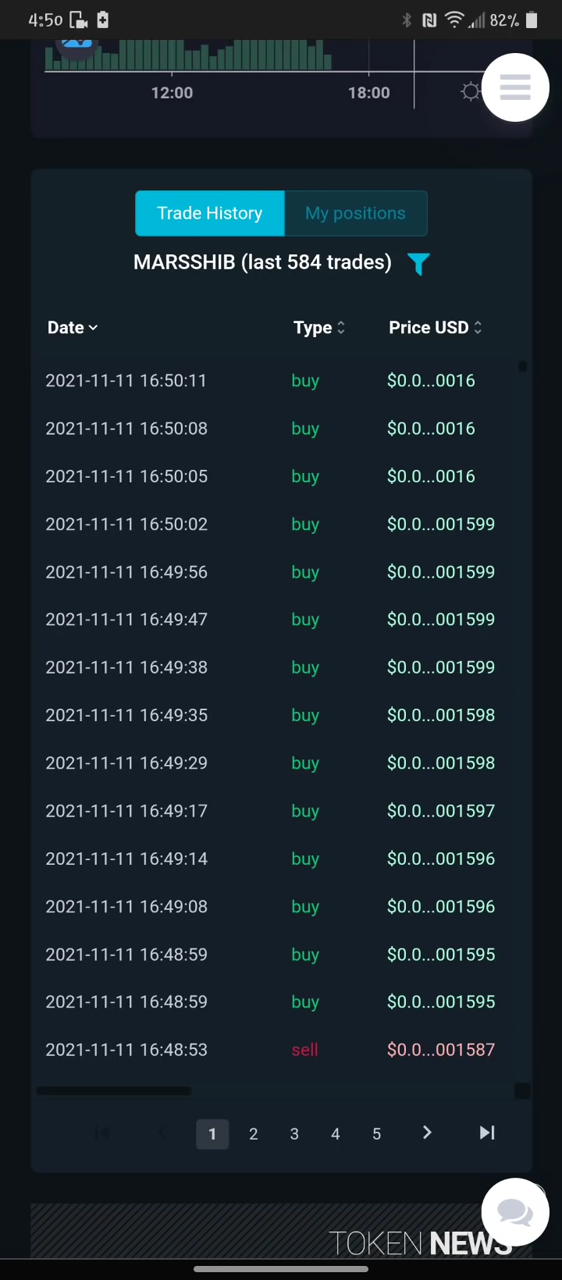 4:50 82%
12:00 18:00
Trade History My positions
MARSSHIB (last 584 trades)
Date Type Price USD
2021-11-11 16:50:11 buy $0.0...0016
2021-11-11 16:50:08 buy $0.0...0016
2021-11-11 16:50:05 buy $0.0...0016
2021-11-11 16:50:02 buy $0.0...001599
2021-11-11 16:49:56 buy $0.0...001599
2021-11-11 16:49:47 buy $0.0...001599
2021-11-11 16:49:38 buy $0.0...001599
2021-11-11 16:49:35 buy $0.0...001598
2021-11-11 16:49:29 buy $0.0...001598
2021-11-11 16:49:17 buy $0.0...001597
2021-11-11 16:49:14 buy $0.0...001596
2021-11-11 16:49:08 buy $0.0...001596
2021-11-11 16:48:59 buy $0.0...001595
2021-11-11 16:48:59 buy $0.0...001595
2021-11-11 16:48:53 sell $0.0...001587
1 2 3 4 5
TOKEN NEWS